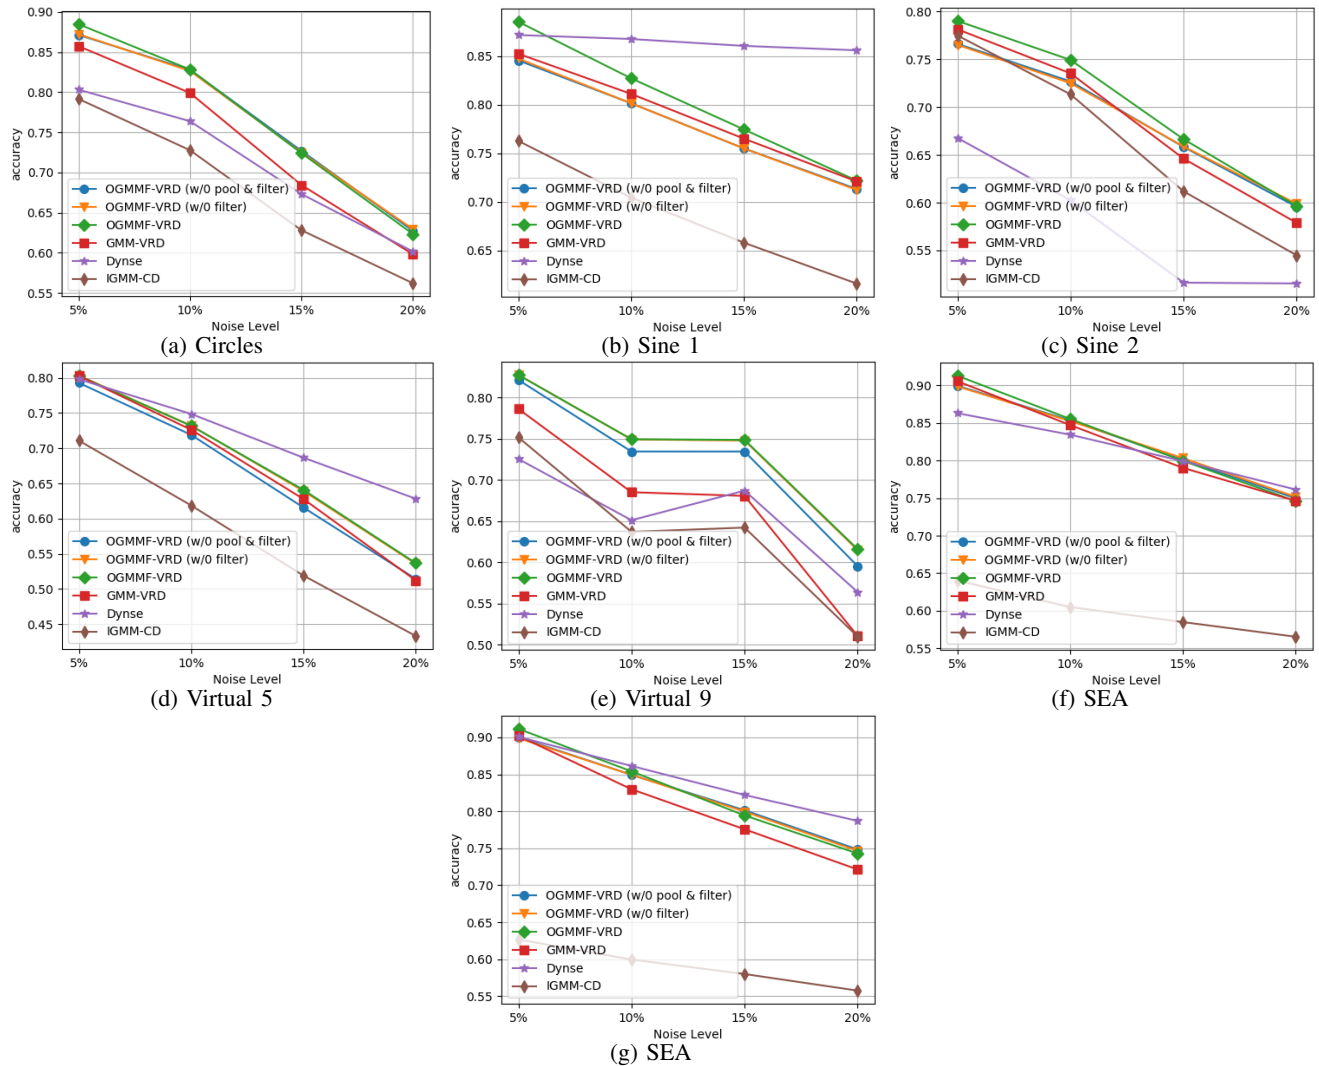 0.90
0.85
0.80
0.75
0.70
0.65
0.60
0.55
accuracy
OGMMF-VRD (w/0 pool & filter)
OGMMF-VRD (w/0 filter)
OGMMF-VRD
GMM-VRD
Dynse
IGMM-CD
5% 10% 15% 20%
Noise Level
(a) Circles
0.85
0.80
0.75
0.70
0.65
accuracy
OGMMF-VRD (w/0 pool & filter)
OGMMF-VRD (w/0 filter)
OGMMF-VRD
GMM-VRD
Dynse
IGMM-CD
5% 10% 15% 20%
Noise Level
(b) Sine 1
0.80
0.75
0.70
0.65
0.60
0.55
accuracy
OGMMF-VRD (w/0 pool & filter)
OGMMF-VRD (w/0 filter)
OGMMF-VRD
GMM-VRD
Dynse
IGMM-CD
5% 10% 15% 20%
Noise Level
(c) Sine 2
0.80
0.75
0.70
0.65
0.60
0.55
0.50
0.45
accuracy
OGMMF-VRD (w/0 pool & filter)
OGMMF-VRD (w/0 filter)
OGMMF-VRD
GMM-VRD
Dynse
IGMM-CD
5% 10% 15% 20%
Noise Level
(d) Virtual 5
0.80
0.75
0.70
0.65
0.60
0.55
0.50
accuracy
OGMMF-VRD (w/0 pool & filter)
OGMMF-VRD (w/0 filter)
OGMMF-VRD
GMM-VRD
Dynse
IGMM-CD
5% 10% 15% 20%
Noise Level
(e) Virtual 9
0.90
0.85
0.80
0.75
0.70
0.65
0.60
0.55
accuracy
OGMMF-VRD (w/0 pool & filter)
OGMMF-VRD (w/0 filter)
OGMMF-VRD
GMM-VRD
Dynse
IGMM-CD
5% 10% 15% 20%
Noise Level
(f) SEA
0.90
0.85
0.80
0.75
0.70
0.65
0.60
0.55
accuracy
OGMMF-VRD (w/0 pool & filter)
OGMMF-VRD (w/0 filter)
OGMMF-VRD
GMM-VRD
Dynse
IGMM-CD
5% 10% 15% 20%
Noise Level
(g) SEA